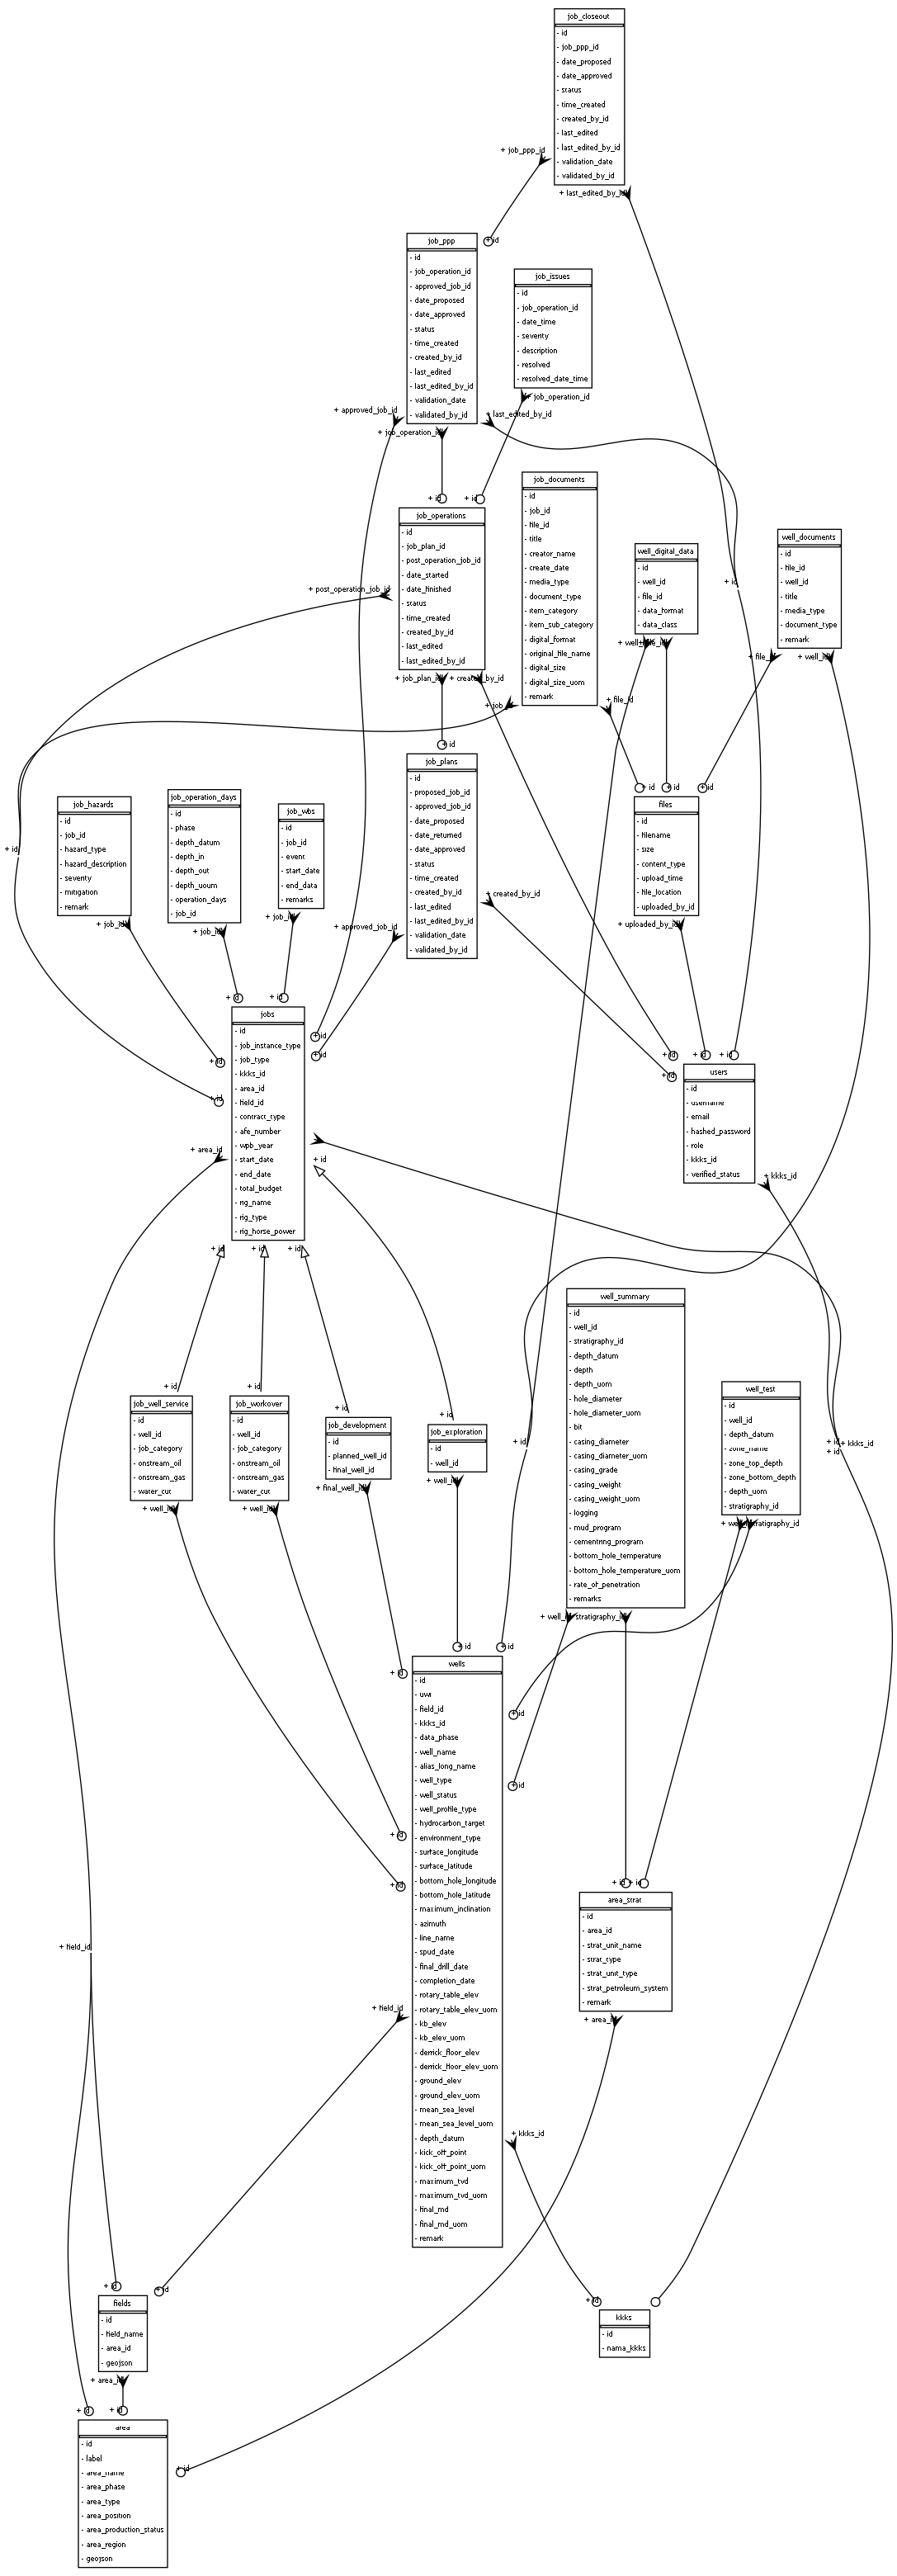 job_closeout
- id
- job_ppp_id
- date_proposed
- date_approved
- status
- time_created
- created_by_id
- last_edited
- last_edited_by_id
- validation_date
- validated_by_id
+ job_ppp_id
+ last_edited_by_id
+ id
job_ppp
- id
- job_operation_id
- approved_job_id
- date_proposed
- date_approved
- status
- time_created
- created_by_id
- last_edited
- last_edited_by_id
- validation_date
- validated_by_id
job_issues
- id
- job_operation_id
- date_time
- severity
- description
- resolved
- resolved_date_time
+ job_operation_id
+ approved_job_id
+ last_edited_by_id
+ job_operation_id
+ id
+ id
job_operations
- id
- job_plan_id
- post_operation_job_id
- date_started
- date_finished
- status
- time_created
- created_by_id
- last_edited
- last_edited_by_id
+ post_operation_job_id
+ job_plan_id
+ created_by_id
job_documents
- id
- job_id
- file_id
- title
- creator_name
- create_date
- media_type
- document_type
- item_category
- item_sub_category
- digital_format
- original_file_name
- digital_size
- digital_size_uom
- remark
+ job
+ file_id
well_digital_data
- id
- well_id
- file_id
- data_format
- data_class
+ id
well_documents
- id
- file_id
- well_id
- title
- media_type
- document_type
- remark
+ file_id
+ well_id
+ id
job_plans
- id
- proposed_job_id
- approved_job_id
- date_proposed
- date_returned
- date_approved
- status
- time_created
- created_by_id
- last_edited
- last_edited_by_id
- validation_date
- validated_by_id
+ approved_job_id
+ created_by_id
+ id
+ id
+ id
files
- id
- filename
- size
- content_type
- upload_time
- file_location
- uploaded_by_id
+ uploaded_by_id
+ id
job_hazards
- id
- job_id
- hazard_type
- hazard_description
- severity
- mitigation
- remark
+ job_id
job_operation_days
- id
- phase
- depth_datum
- depth_in
- depth_out
- depth_uoum
- operation_days
- job_id
+ job_id
job_wbs
- id
- job_id
- event
- start_date
- end_data
- remarks
+ job_id
+ id
+ id
+ id
+ id
+ id
+ id
jobs
- id
- job_instance_type
- job_type
- kkks_id
- area_id
- field_id
- contract_type
- afe_number
- wpb_year
- start_date
- end_date
- total_budget
- rig_name
- rig_type
- rig_horse_power
+ area_id
+ id
+ id
+ id
+ id
+ id
+ id
+ id
+ id
users
- id
- username
- email
- hashed_password
- role
- kkks_id
- verified_status
+ kkks_id
+ id
+ id
+ id
+ id
job_well_service
- id
- well_id
- job_category
- onstream_oil
- onstream_gas
- water_cut
+ well_id
job_workover
- id
- well_id
- job_category
- onstream_oil
- onstream_gas
- water_cut
+ well_id
job_development
- id
- planned_well_id
- final_well_id
+ final_well_id
job_exploration
- id
- well_id
+ well_id
+ id
well_summary
- id
- well_id
- stratigraphy_id
- depth_datum
- depth
- depth_uom
- hole_diameter
- hole_diameter_uom
- bit
- casing_diameter
- casing_diameter_uom
- casing_grade
- casing_weight
- casing_weight_uom
- logging
- mud_program
- cementing_program
- bottom_hole_temperature
- bottom_hole_temperature_uom
- rate_of_penetration
- remarks
well_test
- id
- well_id
- depth_datum
- zone_name
- zone_top_depth
- zone_bottom_depth
- depth_uom
- stratigraphy_id
+ id
+ id
+ kkks_id
+ id
+ id
+ id
+ id
+ id
+ id
+ id
wells
- id
- uwi
- field_id
- kkks_id
- data_phase
- well_name
- alias_long_name
- well_type
- well_status
- well_profile_type
- hydrocarbon_target
- environment_type
- surface_longitude
- surface_latitude
- bottom_hole_longitude
- bottom_hole_latitude
- maximum_inclination
- azimuth
- line_name
- spud_date
- final_drill_date
- completion_date
- rotary_table_elev
- rotary_table_elev_uom
- kb_elev
- kb_elev_uom
- derrick_floor_elev
- derrick_floor_elev_uom
- ground_elev
- ground_elev_uom
- mean_sea_level
- mean_sea_level_uom
- depth_datum
- kick_off_point
- kick_off_point_uom
- maximum_tvd
- maximum_tvd_uom
- final_md
- final_md_uom
- remark
+ id
+ id
area_strat
- id
- area_id
- strat_unit_name
- strat_type
- strat_unit_type
- strat_petroleum_system
- remark
+ area_id
+ field_id
+ field_id
+ kkks_id
+ id
+ id
+ id
fields
- id
- field_name
- area_id
- geojson
+ area_id
kkks
- id
- nama_kkks
+ id
+ id
+ id
area
- id
- label
- area_name
- area_phase
- area_type
- area_position
- area_production_status
- area_region
- geojson